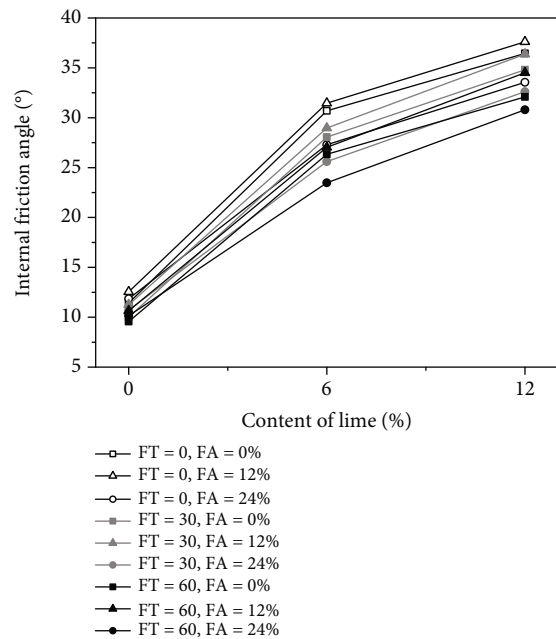 40
35
30
25
20
15
10
5
Internal friction angle (°)
0 6 12
Content of lime (%)
FT = 0, FA = 0%
FT = 0, FA = 12%
FT = 0, FA = 24%
FT = 30, FA = 0%
FT = 30, FA = 12%
FT = 30, FA = 24%
FT = 60, FA = 0%
FT = 60, FA = 12%
FT = 60, FA = 24%